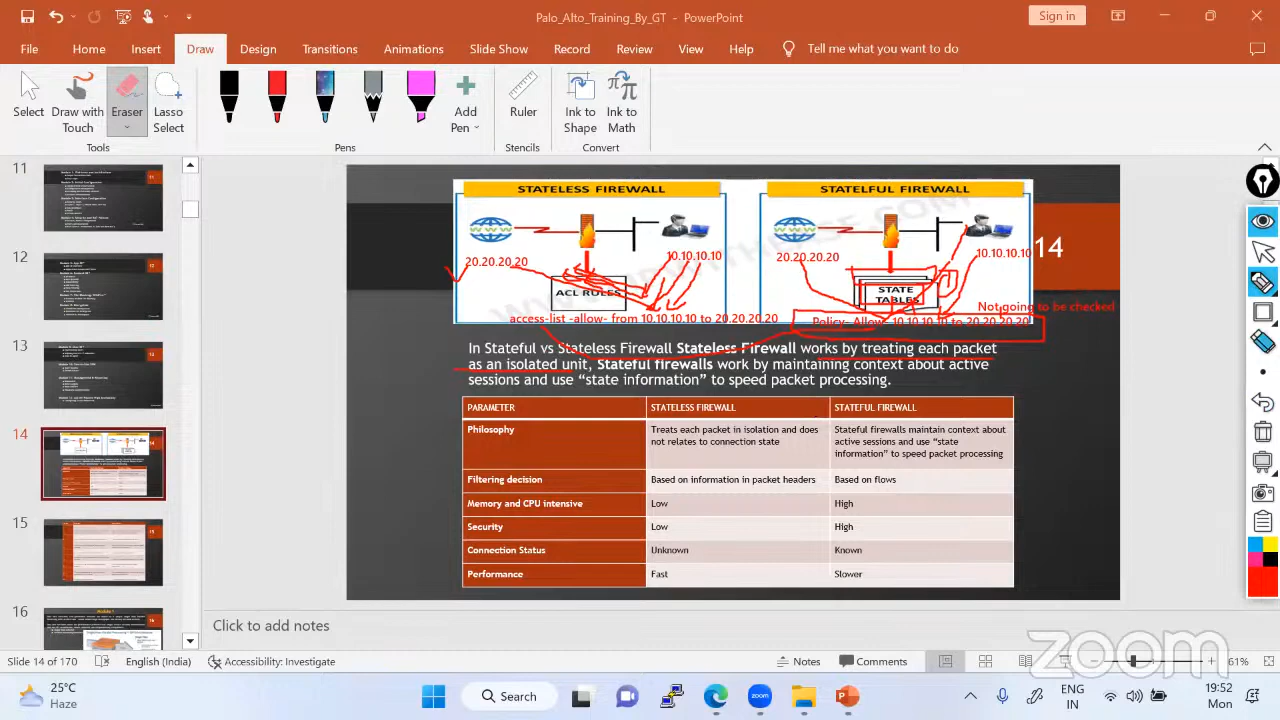 Palo_Alto_Training_By_GT - PowerPoint
Sign in
File Home Insert Draw Design Transitions Animations Slide Show Record Review View Help Tell me what you want to do
Select Draw with Touch Eraser Lasso Select Add Pen Ruler Ink to Shape Ink to Math
Tools Pens Stencils Convert
11
12
13
14
15
16
STATELESS FIREWALL
STATELFUL FIREWALL
14
20.20.20.20
10.10.10.10
20.20.20.20
10.10.10.10
ACL RULES
STATE
TABLES
access-list -allow- from 10.10.10.10 to 20.20.20.20
Not going to be checked
Policy- Allow- 10.10.10.10 to 20.20.20.20
In Stateful vs Stateless Firewall Stateless Firewall works by treating each packet
as an isolated unit, Stateful firewalls work by maintaining context about active
sessions and use “state information” to speed packet processing.
PARAMETER STATELESS FIREWALL STATEFUL FIREWALL
Philosophy Treats each packet in isolation and does Stateful firewalls maintain context about
not relates to connection state active sessions and use “state
information” to speed packet processing
Filtering decision Based on information in packet headers Based on flows
Memory and CPU intensive Low High
Security Low High
Connection Status Unknown Known
Performance Fast Slower
Notes
zoom
Slide 14 of 170 English (India) Accessibility: Investigate Notes Comments 61%
25°C
Haze
Search
zoom
ENG
IN
19:52
Mon